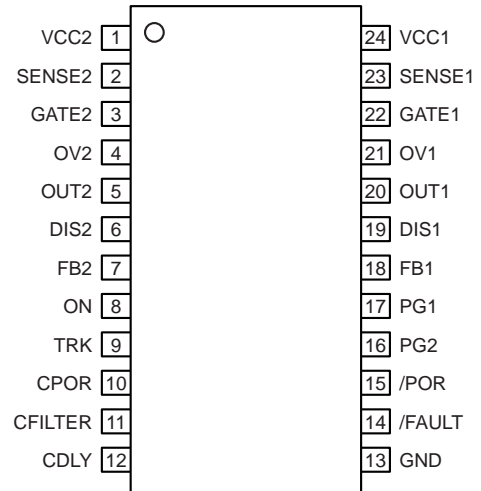 VCC2 1 24 VCC1
SENSE2 2 23 SENSE1
GATE2 3 22 GATE1
OV2 4 21 OV1
OUT2 5 20 OUT1
DIS2 6 19 DIS1
FB2 7 18 FB1
ON 8 17 PG1
TRK 9 16 PG2
CPOR 10 15 /POR
CFILTER 11 14 /FAULT
CDLY 12 13 GND